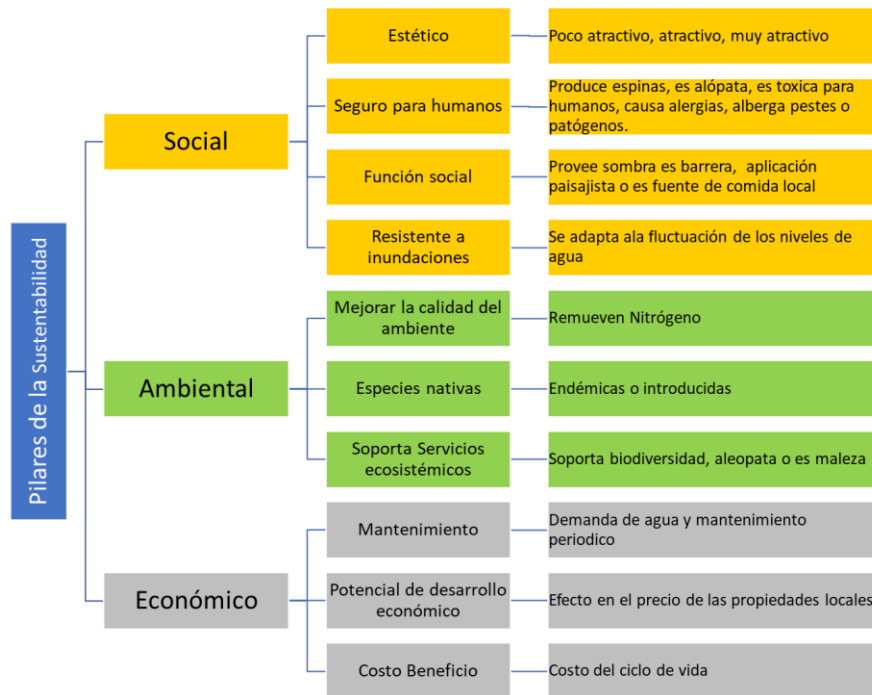 Pilares de la Sustentabilidad
Social
Estético
Poco atractivo, atractivo, muy atractivo
Seguro para humanos
Produce espinas, es alópata, es toxica para
humanos, causa alergias, alberga pestes o
patógenos.
Función social
Provee sombra es barrera, aplicación
paisajista o es fuente de comida local
Resistente a
inundaciones
Se adapta ala fluctuación de los niveles de
agua
Ambiental
Mejorar la calidad del
ambiente
Remueven Nitrógeno
Especies nativas
Endémicas o introducidas
Soporta Servicios
ecosistémicos
Soporta biodiversidad, aleopata o es maleza
Económico
Mantenimiento
Demanda de agua y mantenimiento
periodico
Potencial de desarrollo
económico
Efecto en el precio de las propiedades locales
Costo Beneficio
Costo del ciclo de vida